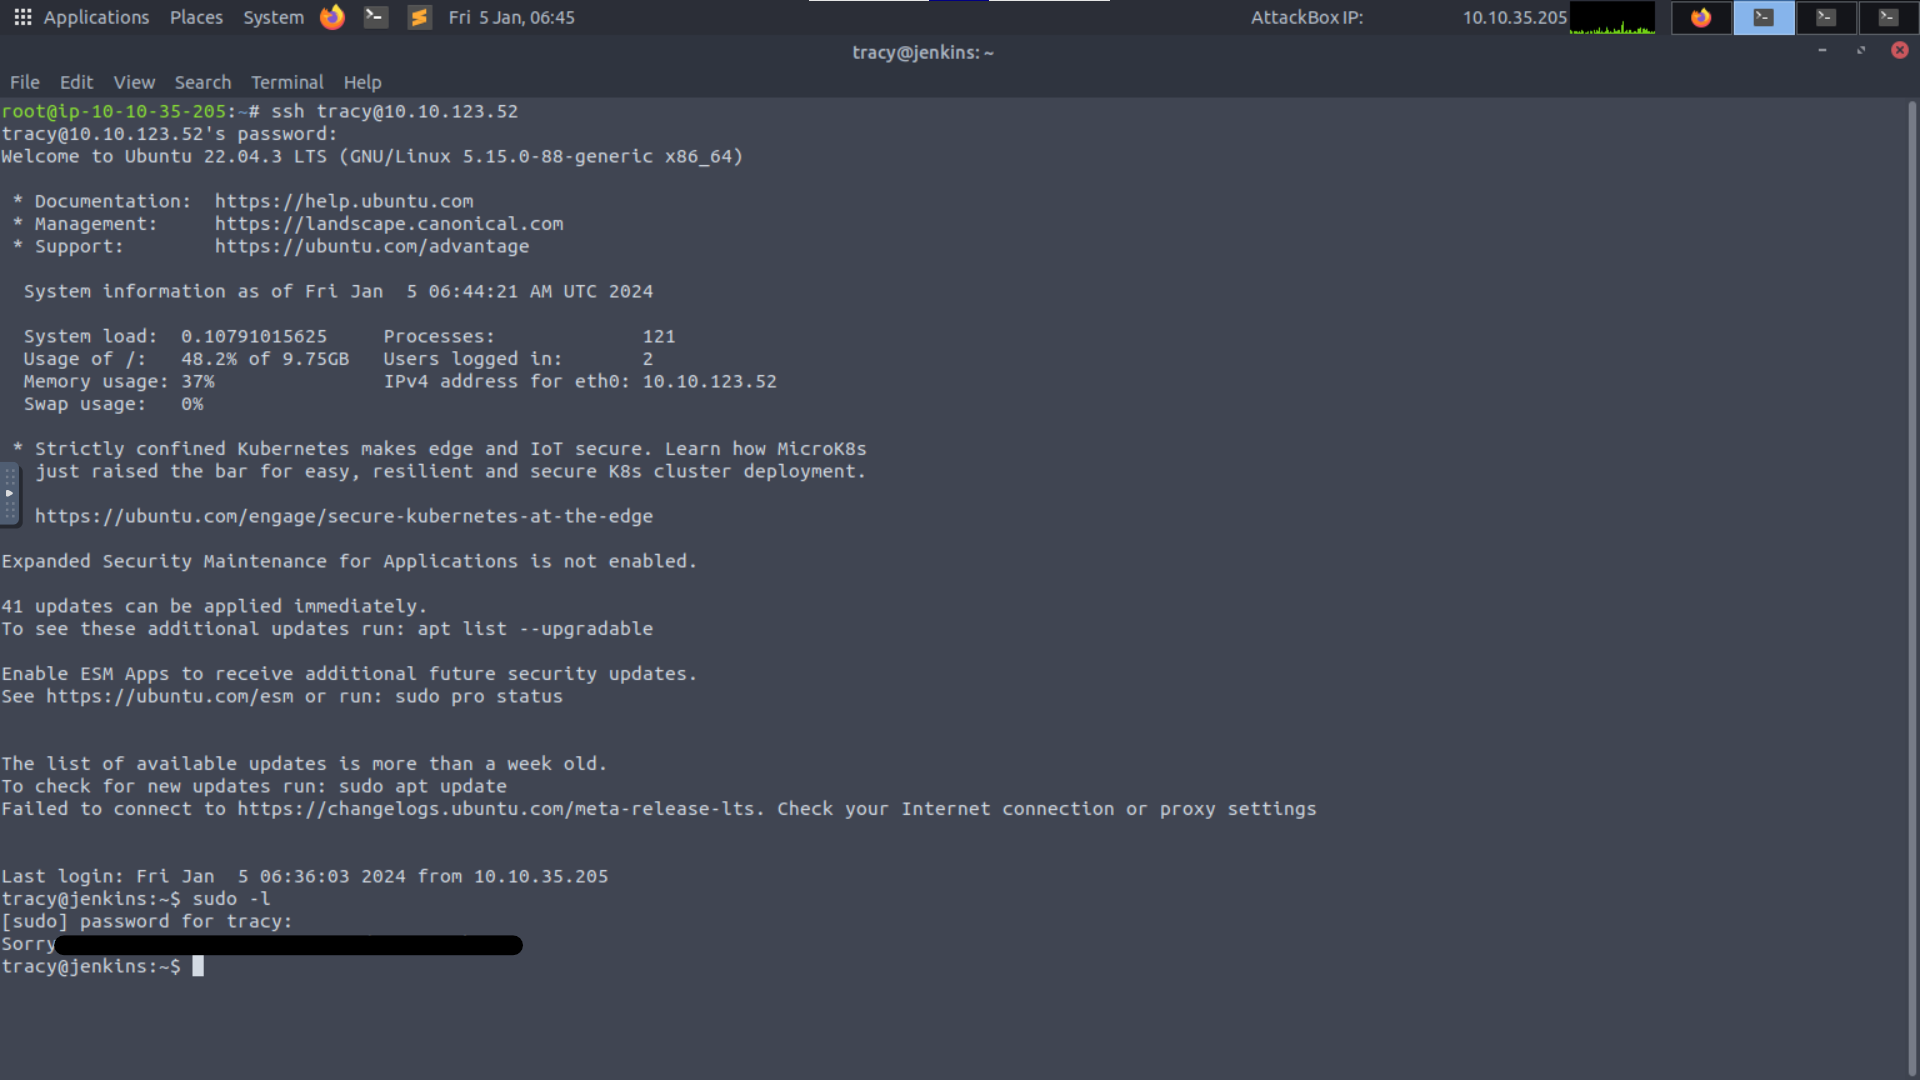 Applications Places System Fri 5 Jan, 06:45 AttackBox IP: 10.10.35.205
tracy@jenkins: ~
File Edit View Search Terminal Help
root@ip-10-10-35-205:~# ssh tracy@10.10.123.52
tracy@10.10.123.52's password:
Welcome to Ubuntu 22.04.3 LTS (GNU/Linux 5.15.0-88-generic x86_64)
* Documentation: https://help.ubuntu.com
* Management: https://landscape.canonical.com
* Support: https://ubuntu.com/advantage
System information as of Fri Jan 5 06:44:21 AM UTC 2024
System load: 0.10791015625 Processes: 121
Usage of /: 48.2% of 9.75GB Users logged in: 2
Memory usage: 37% IPv4 address for eth0: 10.10.123.52
Swap usage: 0%
* Strictly confined Kubernetes makes edge and IoT secure. Learn how MicroK8s
just raised the bar for easy, resilient and secure K8s cluster deployment.
https://ubuntu.com/engage/secure-kubernetes-at-the-edge
Expanded Security Maintenance for Applications is not enabled.
41 updates can be applied immediately.
To see these additional updates run: apt list --upgradable
Enable ESM Apps to receive additional future security updates.
See https://ubuntu.com/esm or run: sudo pro status
The list of available updates is more than a week old.
To check for new updates run: sudo apt update
Failed to connect to https://changelogs.ubuntu.com/meta-release-lts. Check your Internet connection or proxy settings
Last login: Fri Jan 5 06:36:03 2024 from 10.10.35.205
tracy@jenkins:~$ sudo -l
[sudo] password for tracy:
Sorry
tracy@jenkins:~$